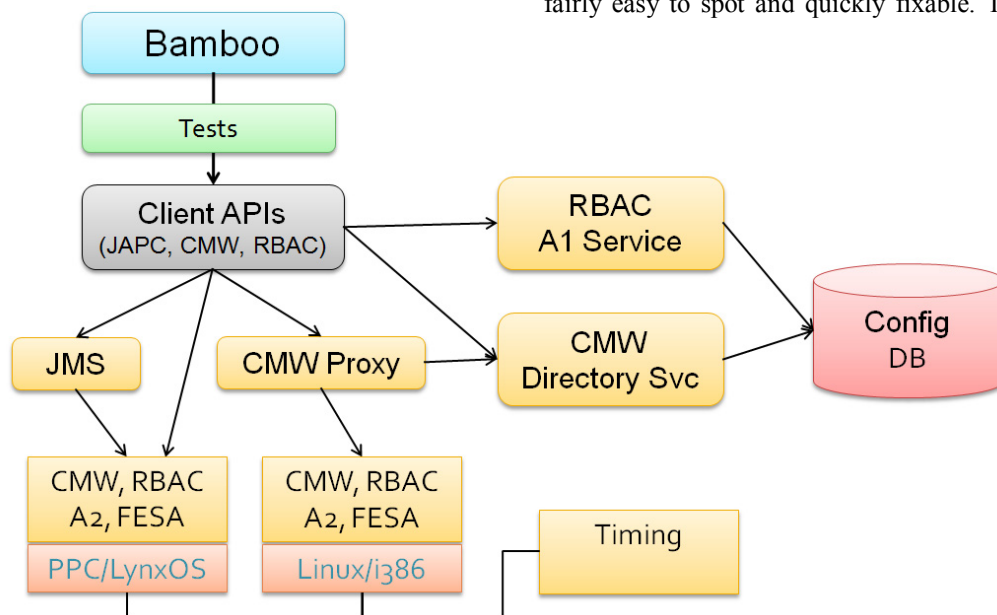 fairly easy to spot and quickly fixable.
Bamboo
Tests
Client APIs
(JAPC, CMW, RBAC)
RBAC
A1 Service
Config
DB
JMS
CMW Proxy
CMW
Directory Svc
CMW, RBAC
A2, FESA
PPC/LynxOS
CMW, RBAC
A2, FESA
Linux/i386
Timing